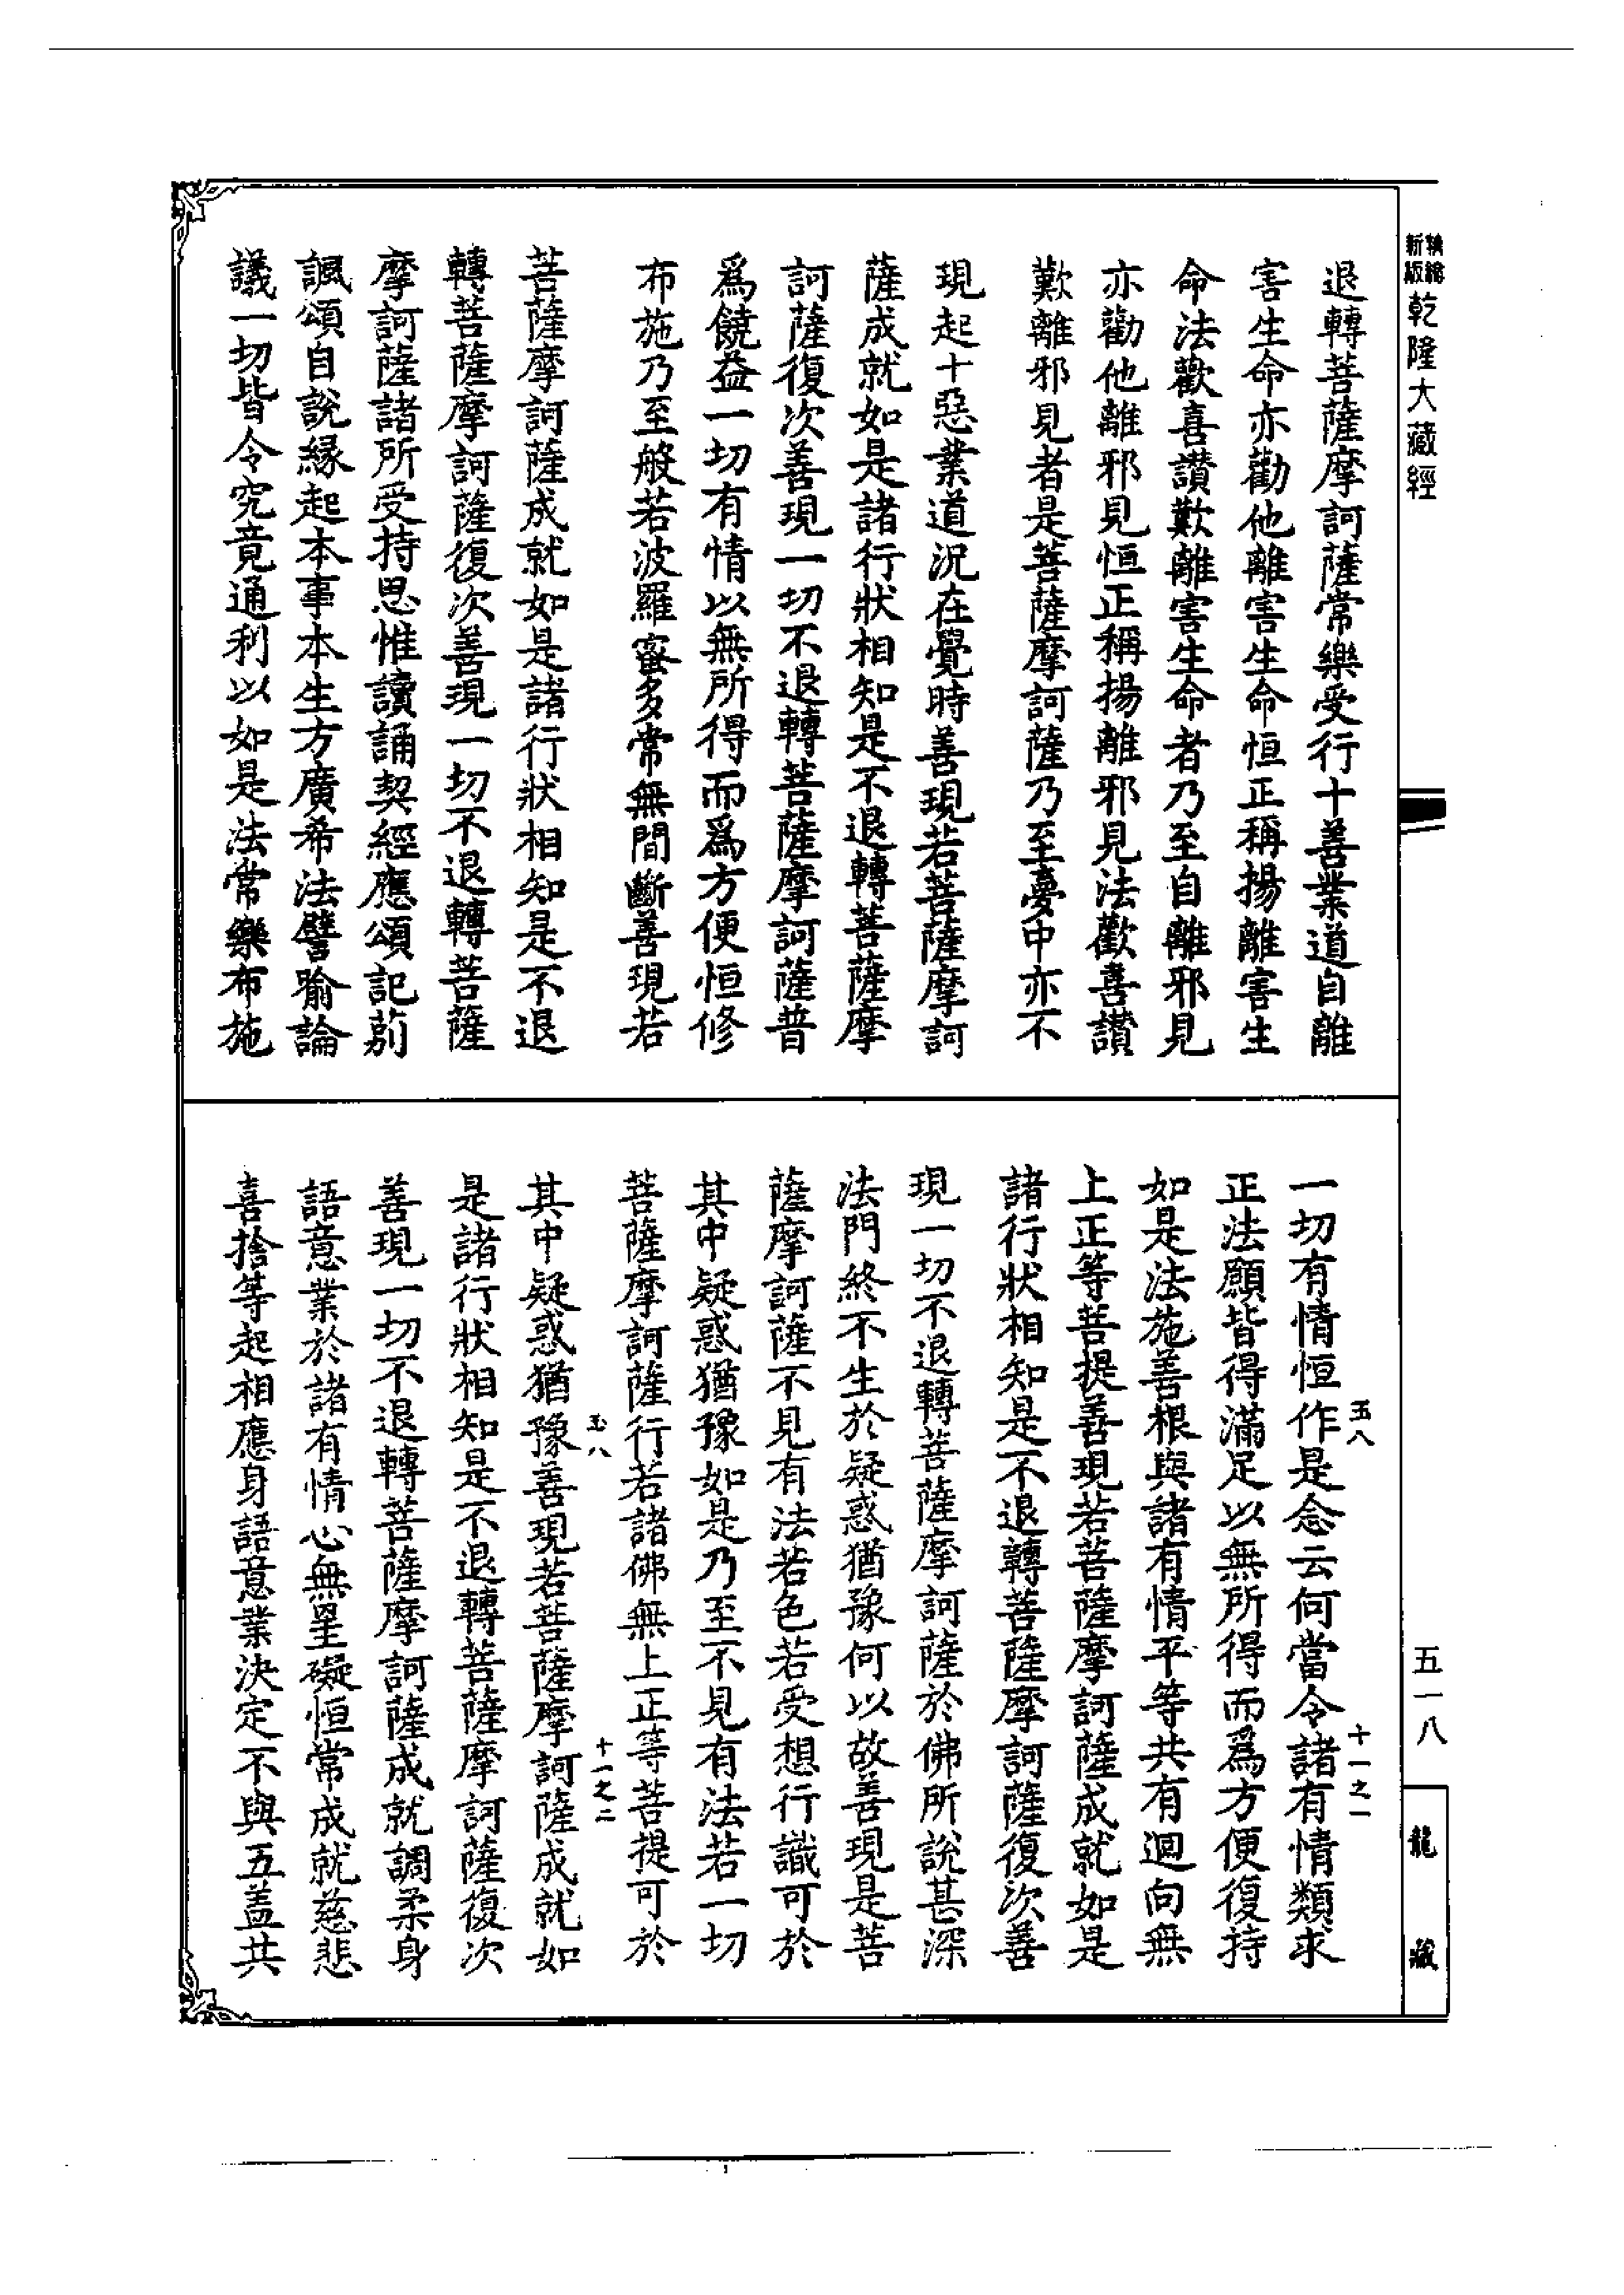 新版
乾隆大藏經
退轉菩薩摩訶薩常樂受行十善業道自離
害生命亦勸他離害生命恒正稱揚離害生
命法歡喜讃歎離害生命者乃至自離邪見
亦勸他離邪見恒正稱揚離邪見法歡喜讃
歎離邪見者是菩薩摩訶薩乃至夢中亦不
現起十惡業道況在覺時善現若菩薩摩訶
薩成就如是諸行狀相知是不退轉菩薩摩
訶薩復次善現一切不退轉菩薩摩訶薩普
爲饒益一切有情以無所得而爲方便恒修
布施乃至般若波羅蜜多常無間斷善現若
菩薩摩訶薩成就如是諸行狀相知是不退
轉菩薩摩訶薩復次善現一切不退轉菩薩
摩訶薩諸所受持思惟讀誦契經應頌記莂
諷頌自說緣起本事本生方廣希法譬喻論
議一切皆令究竟通利以如是法常樂布施
一切有情恒作是念云何當令諸有情類求
正法願皆得滿足以無所得而爲方便復持
如是法施善根與諸有情平等共有迴向無
上正等菩提善現若菩薩摩訶薩成就如是
諸行狀相知是不退轉菩薩摩訶薩復次善
現一切不退轉菩薩摩訶薩於佛所說甚深
法門終不生於疑惑猶豫何以故善現是菩
薩摩訶薩不見有法若色若受想行識可於
其中疑惑猶豫如是乃至不見有法若一切
菩薩摩訶薩行若諸佛無上正等菩提可於
其中疑惑猶豫善現若菩薩摩訶薩成就如
是諸行狀相知是不退轉菩薩摩訶薩復次
善現一切不退轉菩薩摩訶薩成就調柔身
語意業於諸有情心無罣礙恒常成就慈悲
喜捨等起相應身語意業決定不與五蓋共
五八
十一之一
五八
十一之二
五一八
龍藏